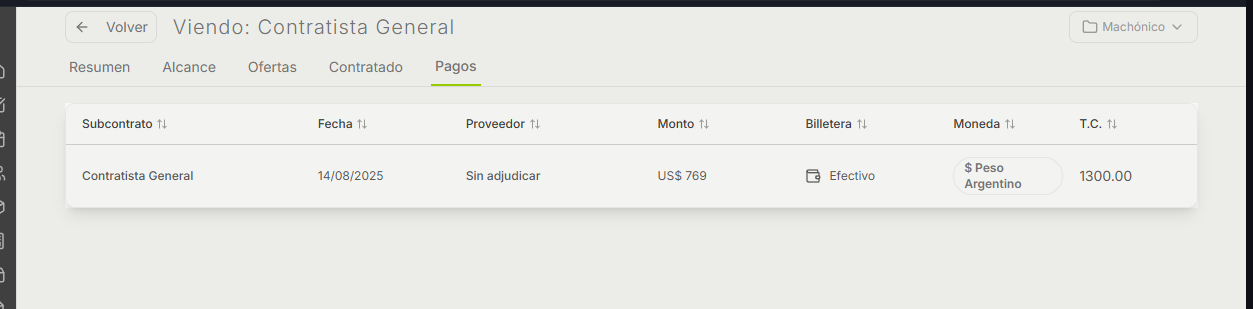 Volver
Viendo: Contratista General
Machónico
Resumen Alcance Ofertas Contratado Pagos
Subcontrato Fecha Proveedor Monto Billetera Moneda T.C.
Contratista General 14/08/2025 Sin adjudicar US$ 769 Efectivo $ Peso Argentino 1300.00